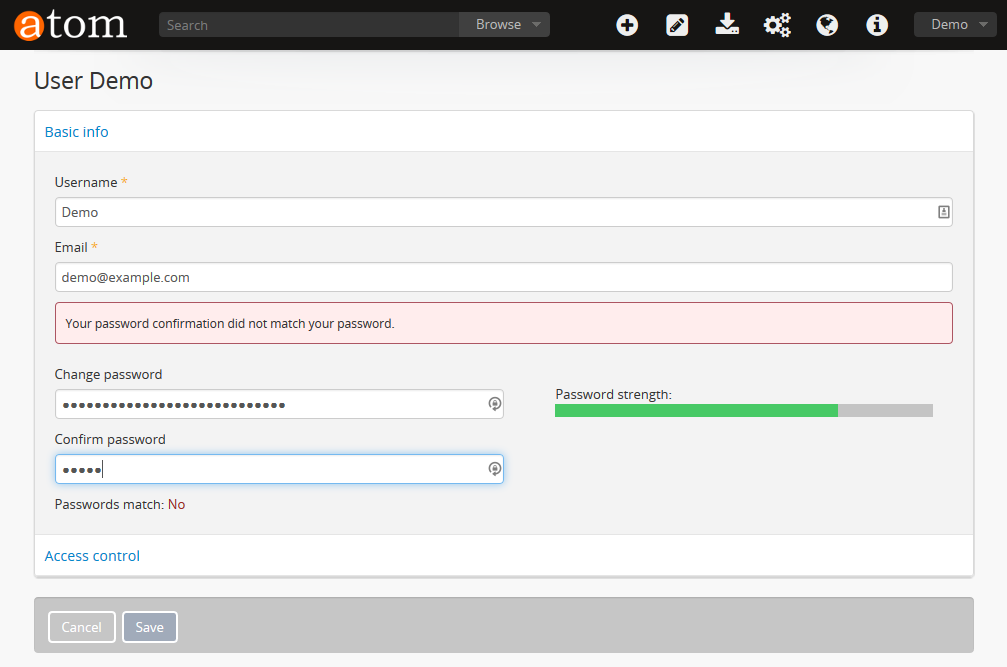 atom
Search
Browse
Demo
User Demo
Basic info
Username *
Demo
Email *
demo@example.com
Your password confirmation did not match your password.
Change password
••••••••••••••••••••••••••••
Password strength:
Confirm password
•••••
Passwords match: No
Access control
Cancel
Save